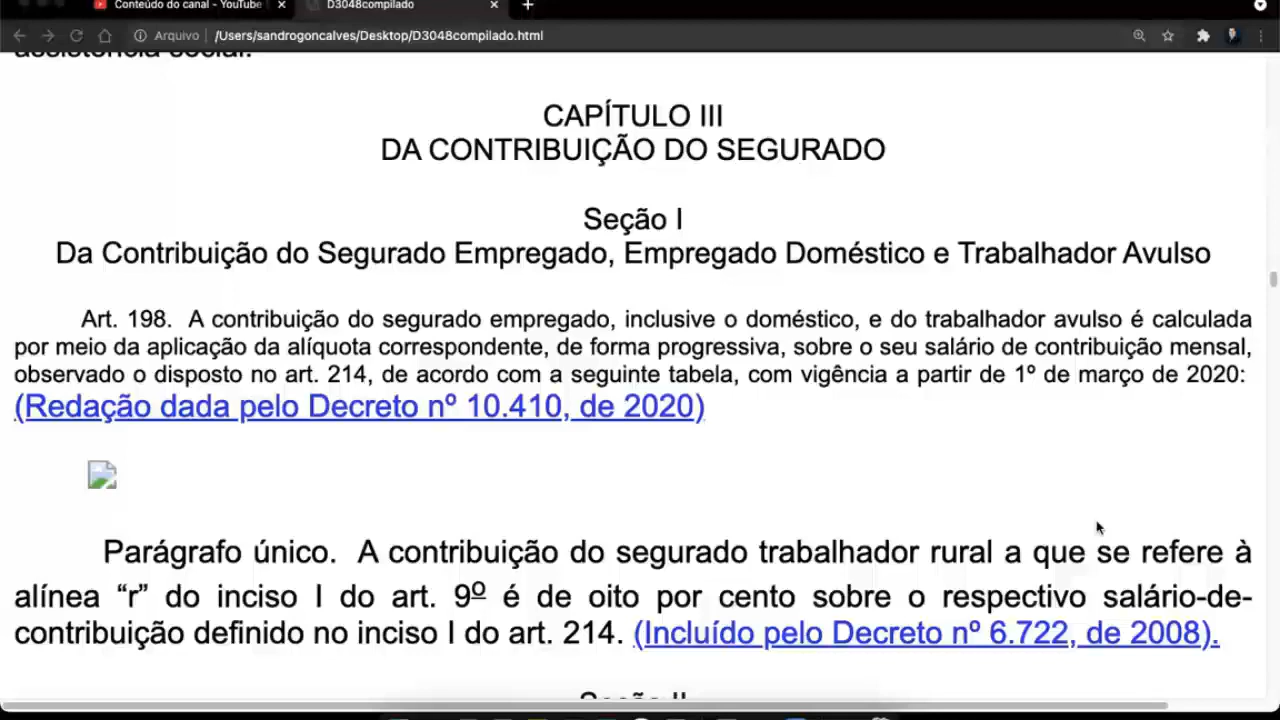 Conteúdo do canal - YouTube
D3048compilado
Arquivo
/Users/sandrogoncalves/Desktop/D3048compilado.html
assistência social.
CAPÍTULO III
DA CONTRIBUIÇÃO DO SEGURADO
Seção I
Da Contribuição do Segurado Empregado, Empregado Doméstico e Trabalhador Avulso
Art. 198. A contribuição do segurado empregado, inclusive o doméstico, e do trabalhador avulso é calculada
por meio da aplicação da alíquota correspondente, de forma progressiva, sobre o seu salário de contribuição mensal,
observado o disposto no art. 214, de acordo com a seguinte tabela, com vigência a partir de 1º de março de 2020:
(Redação dada pelo Decreto nº 10.410, de 2020)
Parágrafo único. A contribuição do segurado trabalhador rural a que se refere à
alínea “r” do inciso I do art. 9º é de oito por cento sobre o respectivo salário-de-
contribuição definido no inciso I do art. 214. (Incluído pelo Decreto nº 6.722, de 2008).
Seção II